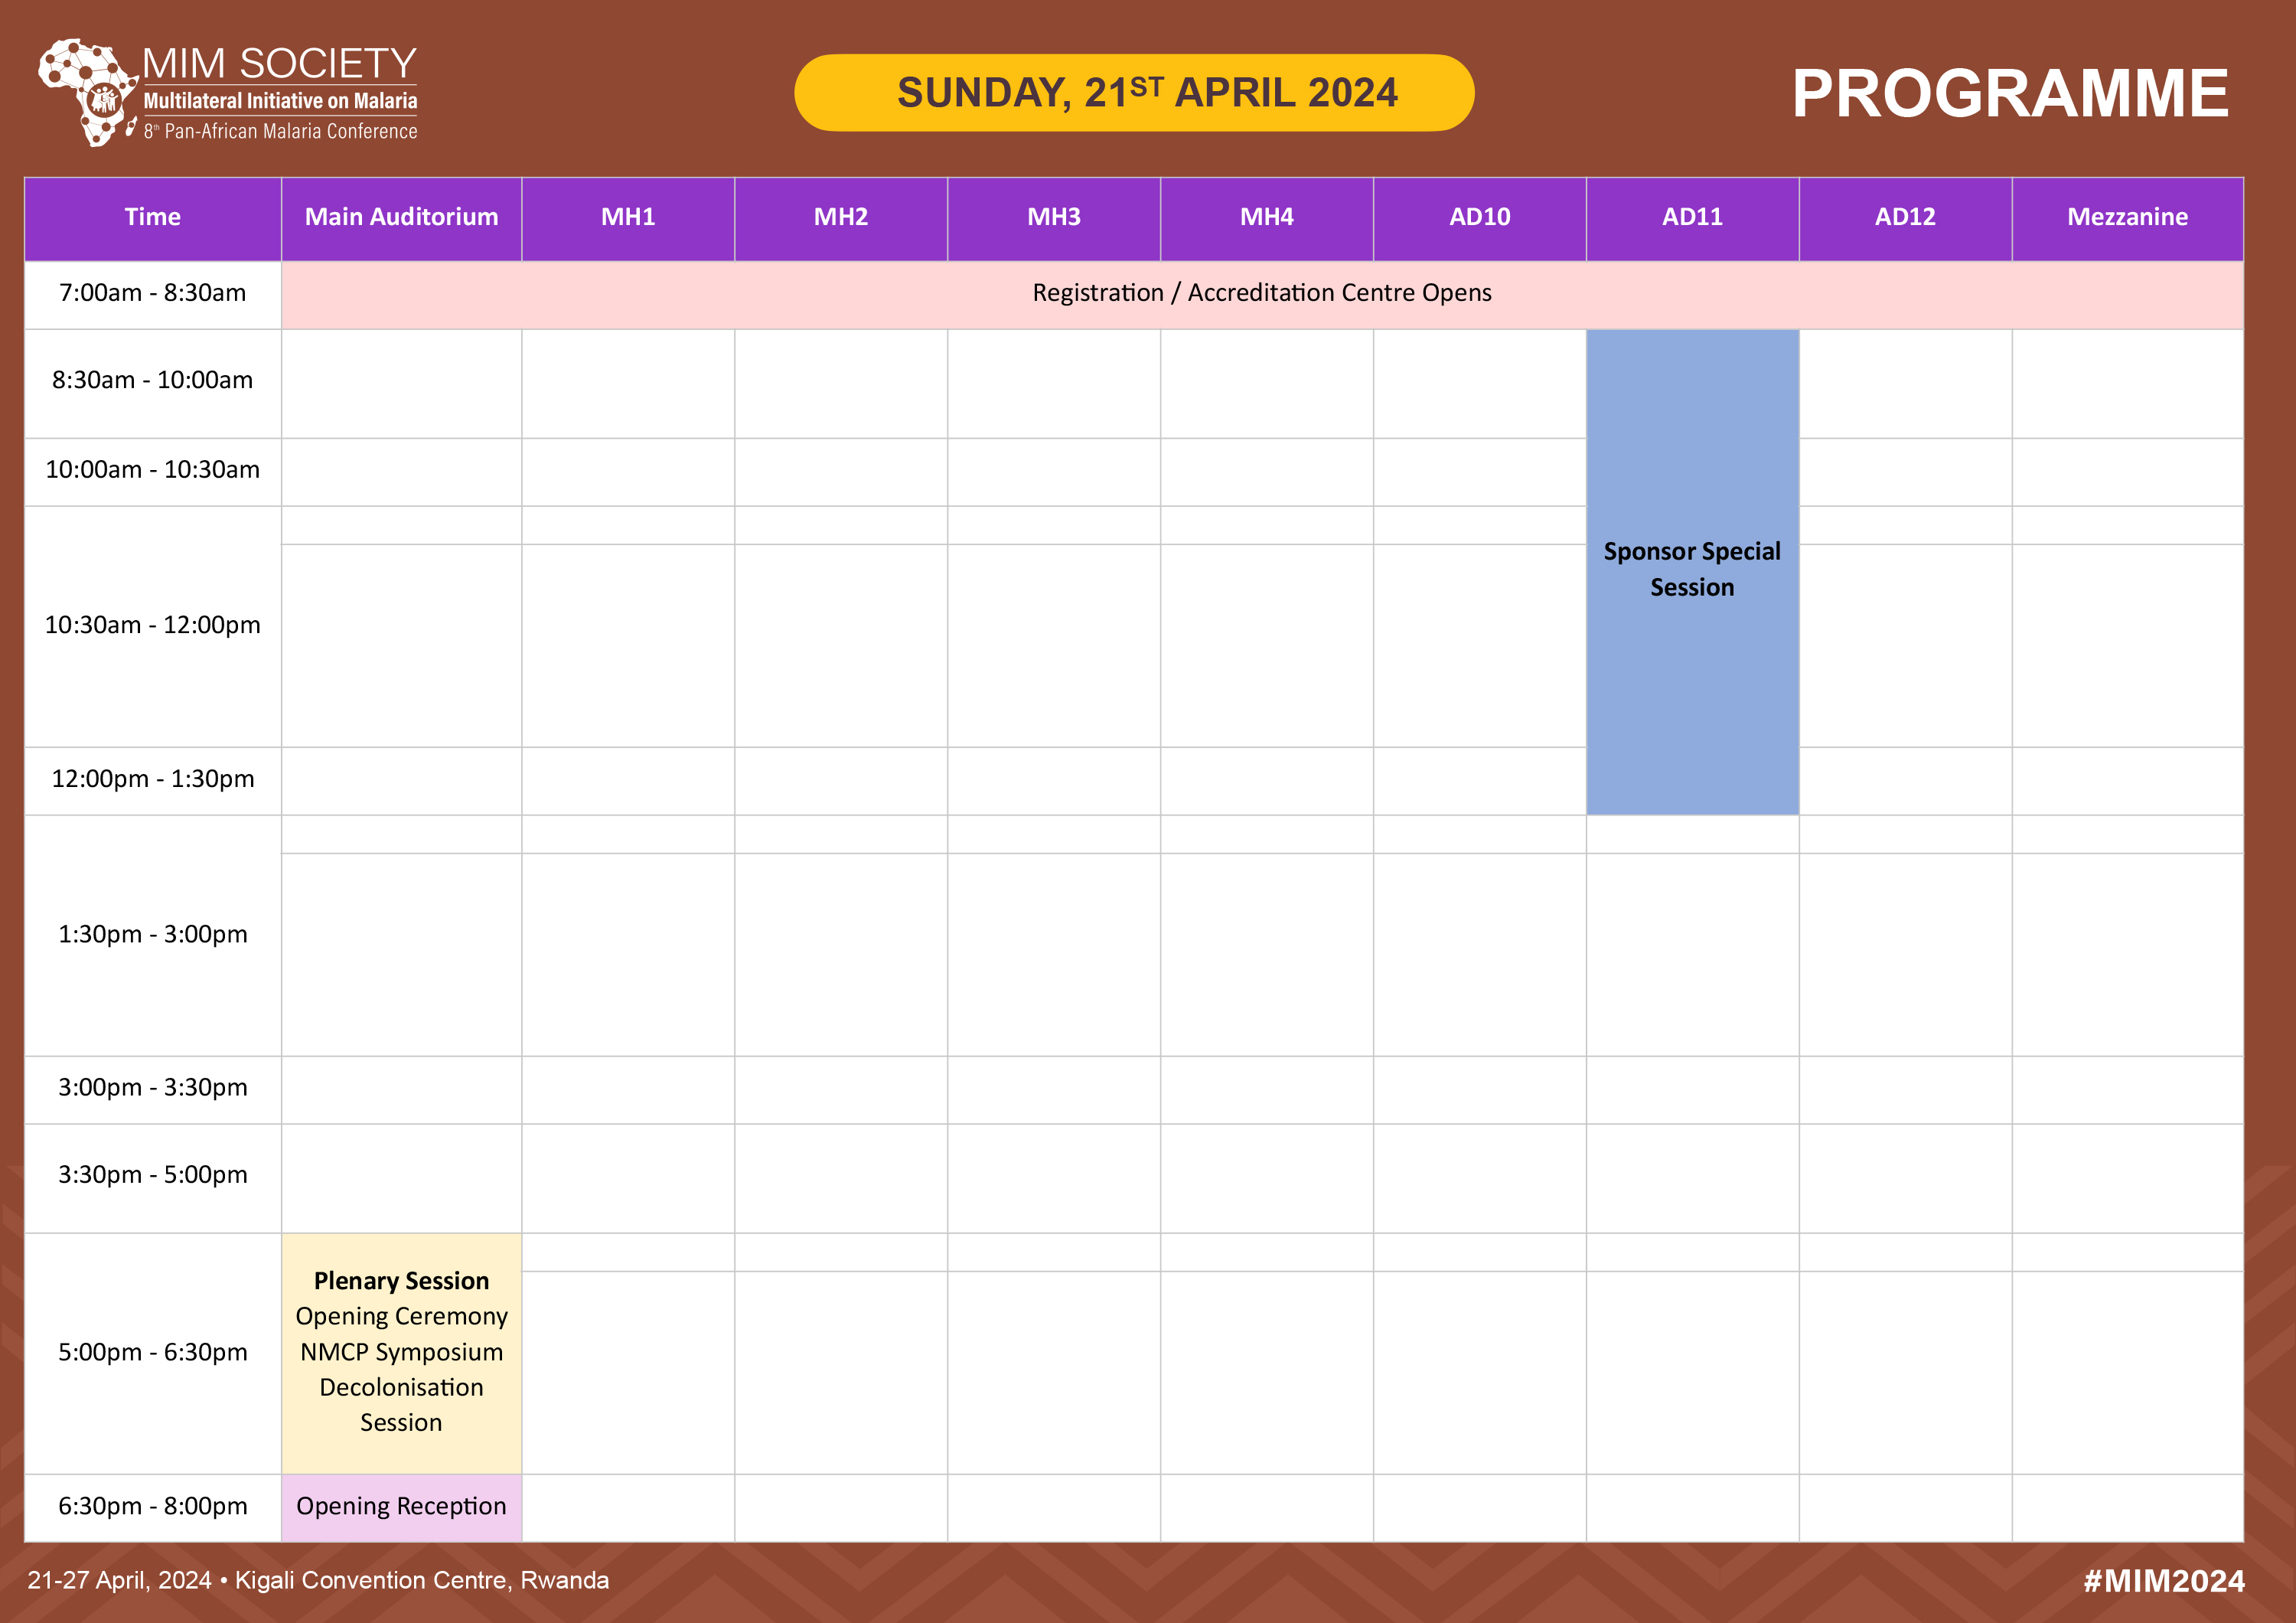 MIM SOCIETY
Multilateral Initiative on Malaria
8th Pan-African Malaria Conference
SUNDAY, 21ST APRIL 2024
PROGRAMME
Time Main Auditorium MH1 MH2 MH3 MH4 AD10 AD11 AD12 Mezzanine
7:00am - 8:30am Registration / Accreditation Centre Opens
8:30am - 10:00am
10:00am - 10:30am
Sponsor Special
Session
10:30am - 12:00pm
12:00pm - 1:30pm
1:30pm - 3:00pm
3:00pm - 3:30pm
3:30pm - 5:00pm
5:00pm - 6:30pm
Plenary Session
Opening Ceremony
NMCP Symposium
Decolonisation
Session
6:30pm - 8:00pm Opening Reception
21-27 April, 2024 • Kigali Convention Centre, Rwanda
#MIM2024